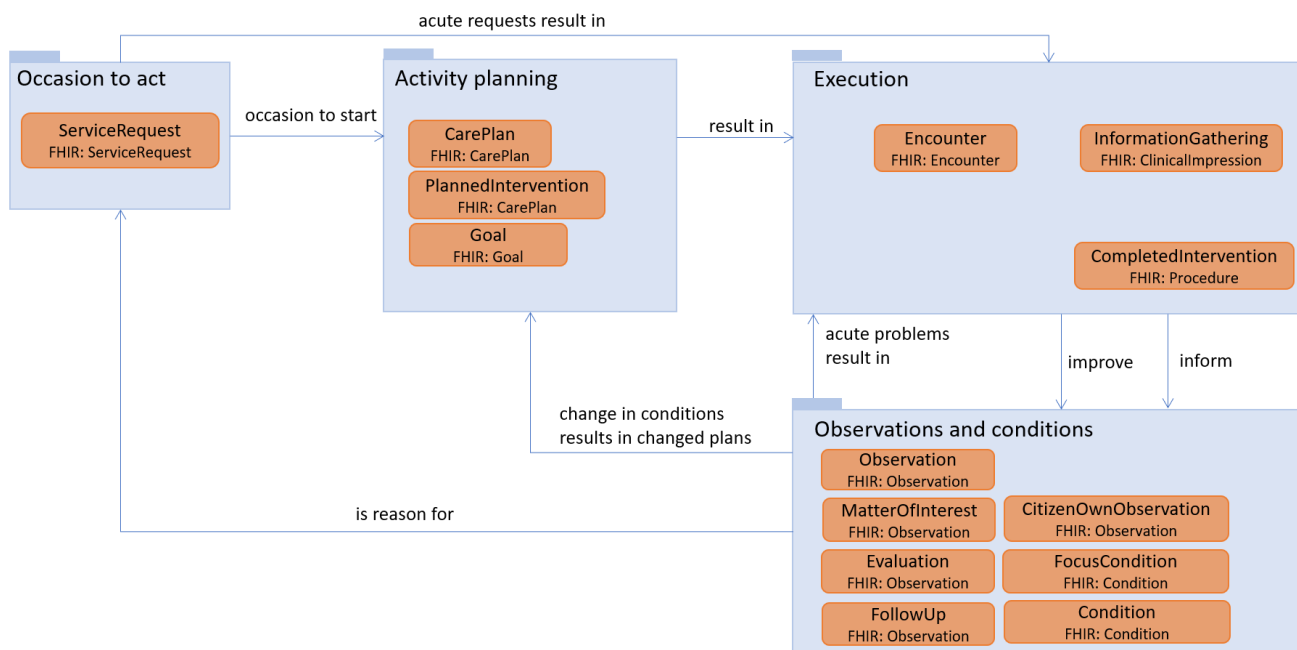 acute requests result in
Occasion to act
ServiceRequest
FHIR: ServiceRequest
occasion to start
Activity planning
CarePlan
FHIR: CarePlan
PlannedIntervention
FHIR: CarePlan
Goal
FHIR: Goal
result in
Execution
Encounter
FHIR: Encounter
InformationGathering
FHIR: ClinicalImpression
CompletedIntervention
FHIR: Procedure
acute problems
result in
improve
inform
change in conditions
results in changed plans
is reason for
Observations and conditions
Observation
FHIR: Observation
MatterOfInterest
FHIR: Observation
CitizenOwnObservation
FHIR: Observation
Evaluation
FHIR: Observation
FocusCondition
FHIR: Condition
FollowUp
FHIR: Observation
Condition
FHIR: Condition